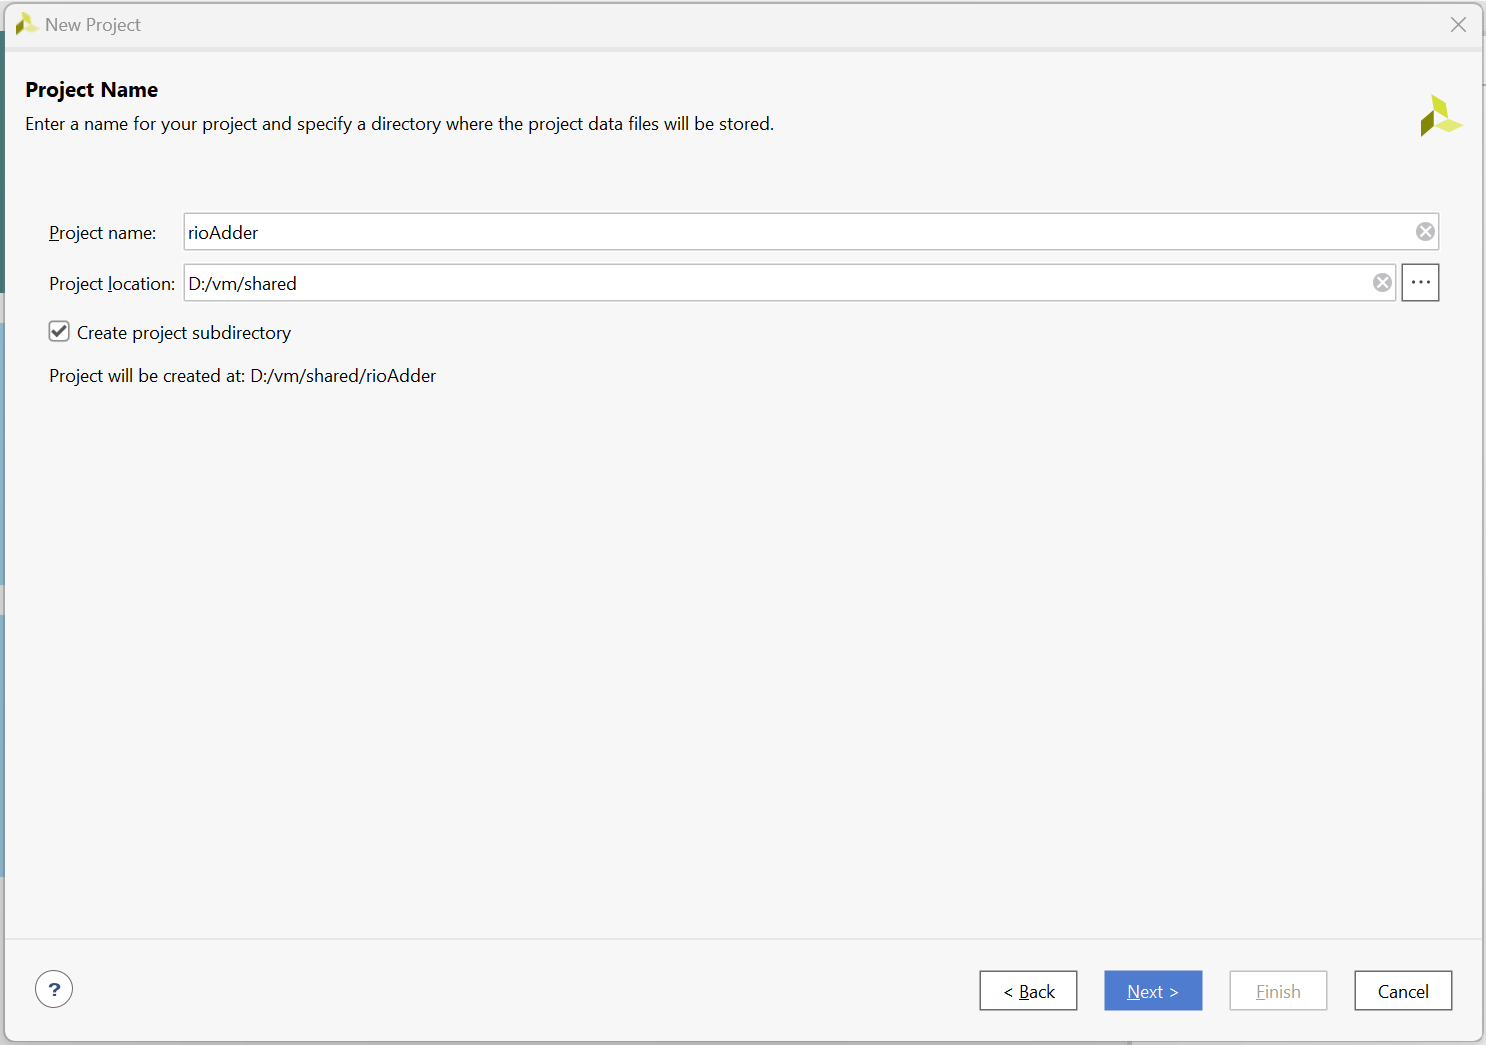 New Project
Project Name
Enter a name for your project and specify a directory where the project data files will be stored.
Project name: rioAdder
Project location: D:/vm/shared ...
Create project subdirectory
Project will be created at: D:/vm/shared/rioAdder
? < Back Next > Finish Cancel